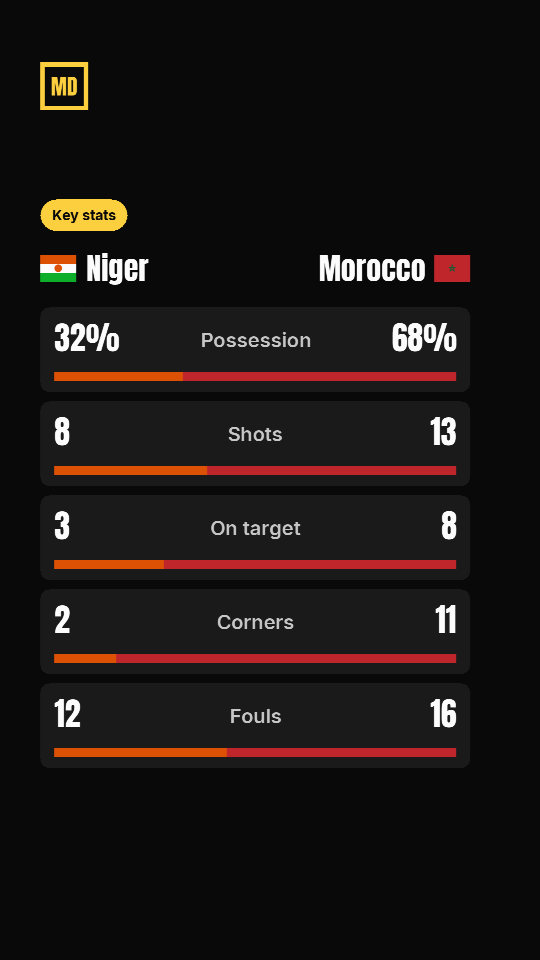 MD
Key stats
Niger Morocco
32% Possession 68%
8 Shots 13
3 On target 8
2 Corners 11
12 Fouls 16